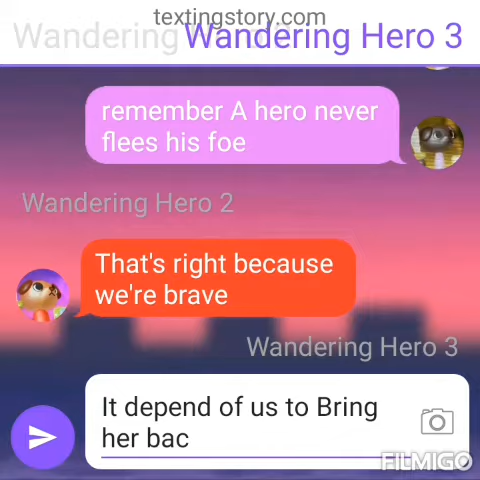 textingstory.com
Wandering Wandering Hero 3
remember A hero never
flees his foe
Wandering Hero 2
That's right because
we're brave
Wandering Hero 3
It depend of us to Bring
her bac
FILMIGO